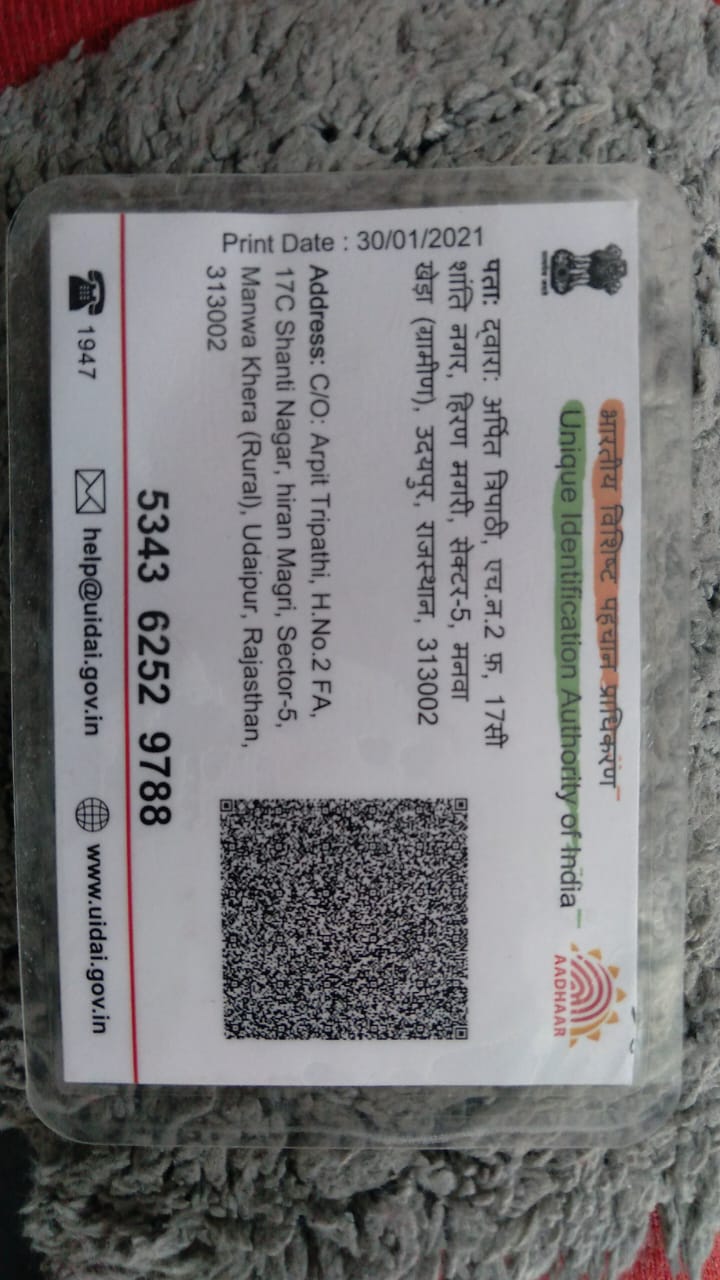 भारतीय विशिष्ट पहचान प्राधिकरण
Unique Identification Authority of India
AADHAAR
Print Date : 30/01/2021
पता: द्वारा: अर्पित त्रिपाठी, एच.न.2 फ़, 17सी
शांति नगर, हिरण मगरी, सेक्टर-5, मनवा
खेड़ा (ग्रामीण), उदयपुर, राजस्थान, 313002
Address: C/O: Arpit Tripathi, H.No.2 FA,
17C Shanti Nagar, hiran Magri, Sector-5,
Manwa Khera (Rural), Udaipur, Rajasthan,
313002
5343 6252 9788
1947 help@uidai.gov.in www.uidai.gov.in